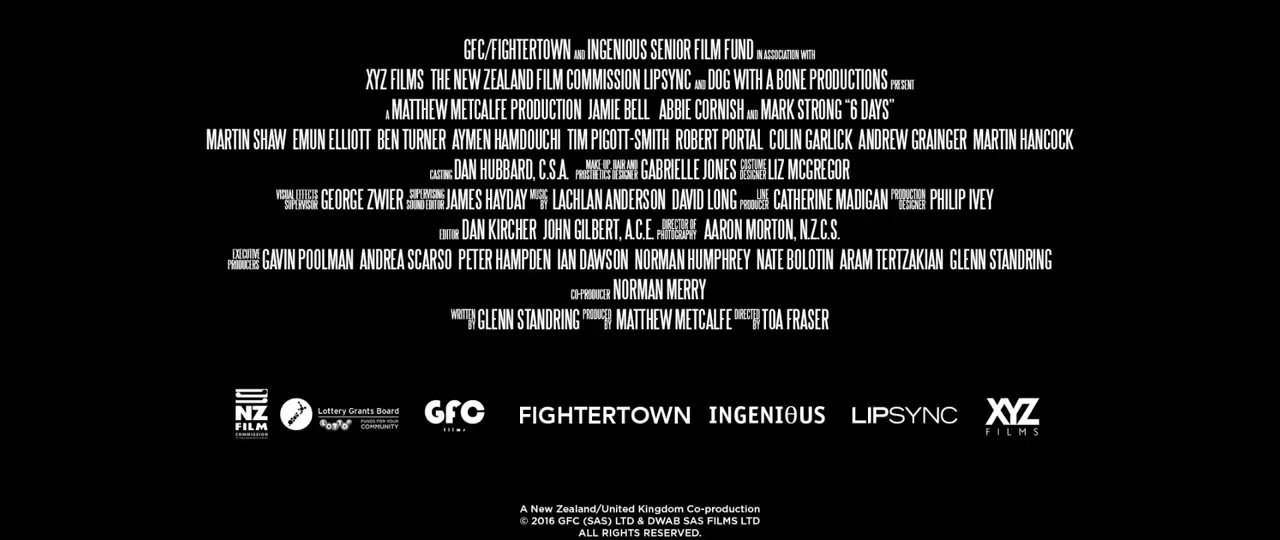 GFC/FIGHTERTOWN AND INGENIOUS SENIOR FILM FUND IN ASSOCIATION WITH
XYZ FILMS THE NEW ZEALAND FILM COMMISSION LIPSYNC AND DOG WITH A BONE PRODUCTIONS PRESENT
A MATTHEW METCALFE PRODUCTION JAMIE BELL ABBIE CORNISH AND MARK STRONG “6 DAYS”
MARTIN SHAW EMUN ELLIOTT BEN TURNER AYMEN HAMDOUCHI TIM PIGOTT-SMITH ROBERT PORTAL COLIN GARLICK ANDREW GRAINGER MARTIN HANCOCK
CASTING DAN HUBBARD, C.S.A. MAKE-UP, HAIR AND PROSTHETICS DESIGNER GABRIELLE JONES COSTUME DESIGNER LIZ MCGREGOR
VISUAL EFFECTS SUPERVISOR GEORGE ZWIER SUPERVISING SOUND EDITOR JAMES HAYDAY MUSIC BY LACHLAN ANDERSON DAVID LONG LINE PRODUCER CATHERINE MADIGAN PRODUCTION DESIGNER PHILIP IVEY
EDITOR DAN KIRCHER JOHN GILBERT, A.C.E. DIRECTOR OF PHOTOGRAPHY AARON MORTON, N.Z.C.S.
EXECUTIVE PRODUCERS GAVIN POOLMAN ANDREA SCARSO PETER HAMPDEN IAN DAWSON NORMAN HUMPHREY NATE BOLOTIN ARAM TERTZAKIAN GLENN STANDRING
CO-PRODUCER NORMAN MERRY
WRITTEN BY GLENN STANDRING PRODUCED BY MATTHEW METCALFE DIRECTED BY TOA FRASER
NZ FILM COMMISSION
Lottery Grants Board
LOTTO FUNDS FOR YOUR COMMUNITY
GFC films
FIGHTERTOWN
INGENIOUS
LIPSYNC
XYZ FILMS
A New Zealand/United Kingdom Co-production
© 2016 GFC (SAS) LTD & DWAB SAS FILMS LTD
ALL RIGHTS RESERVED.